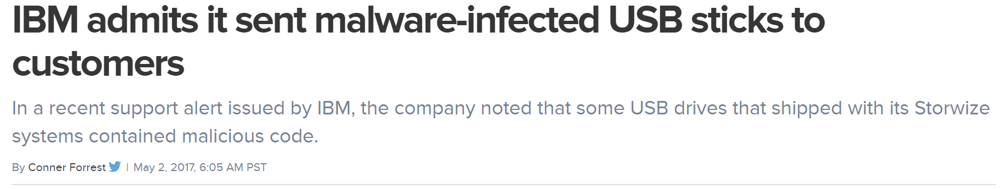 IBM admits it sent malware-infected USB sticks to
customers
In a recent support alert issued by IBM, the company noted that some USB drives that shipped with its Storwize
systems contained malicious code.
By Conner Forrest | May 2, 2017, 6:05 AM PST